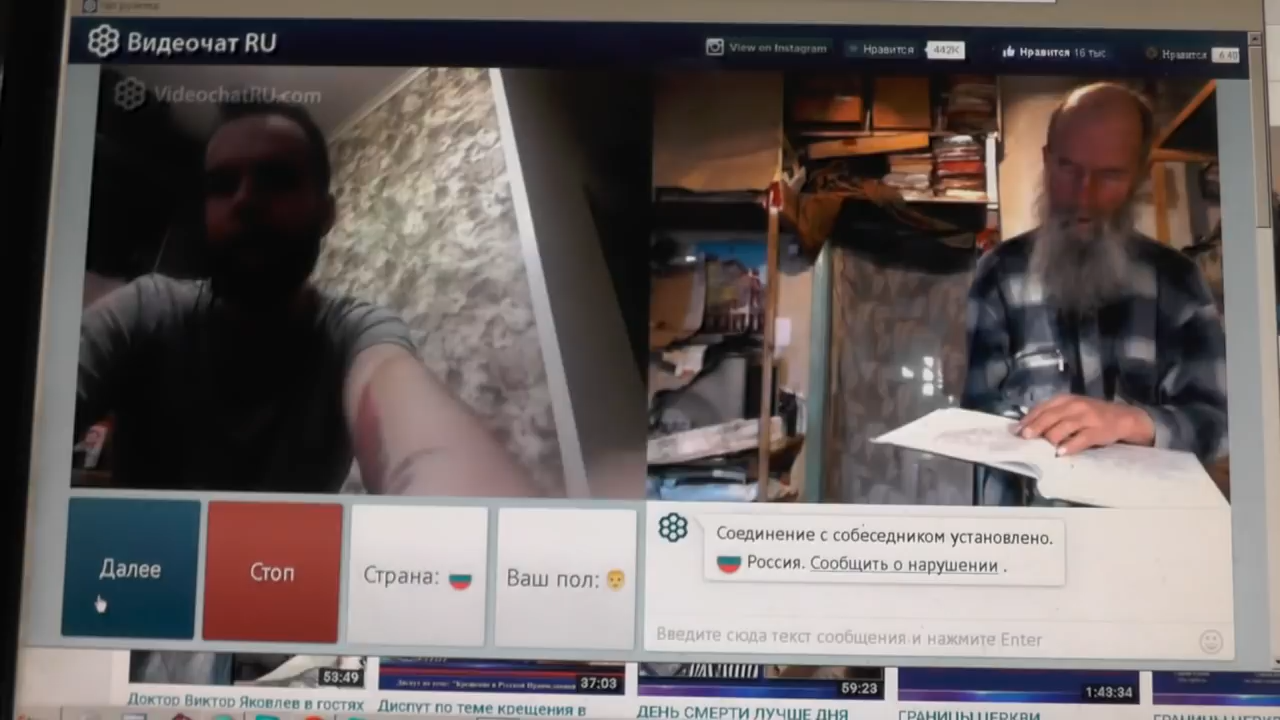 Видеочат RU
View on Instagram
Нравится 442K
Нравится 16 тыс
Нравится
VideochatRU.com
Далее
Стоп
Страна:
Ваш пол:
Соединение с собеседником установлено.
Россия. Сообщить о нарушении .
Введите сюда текст сообщения и нажмите Enter
53:49
37:03
59:23
1:43:34
Доктор Виктор Яковлев в гостях
Диспут по теме крещения в
ДЕНЬ СМЕРТИ ЛУЧШЕ ДНЯ
ГРАНИЦЫ ЦЕРКВИ